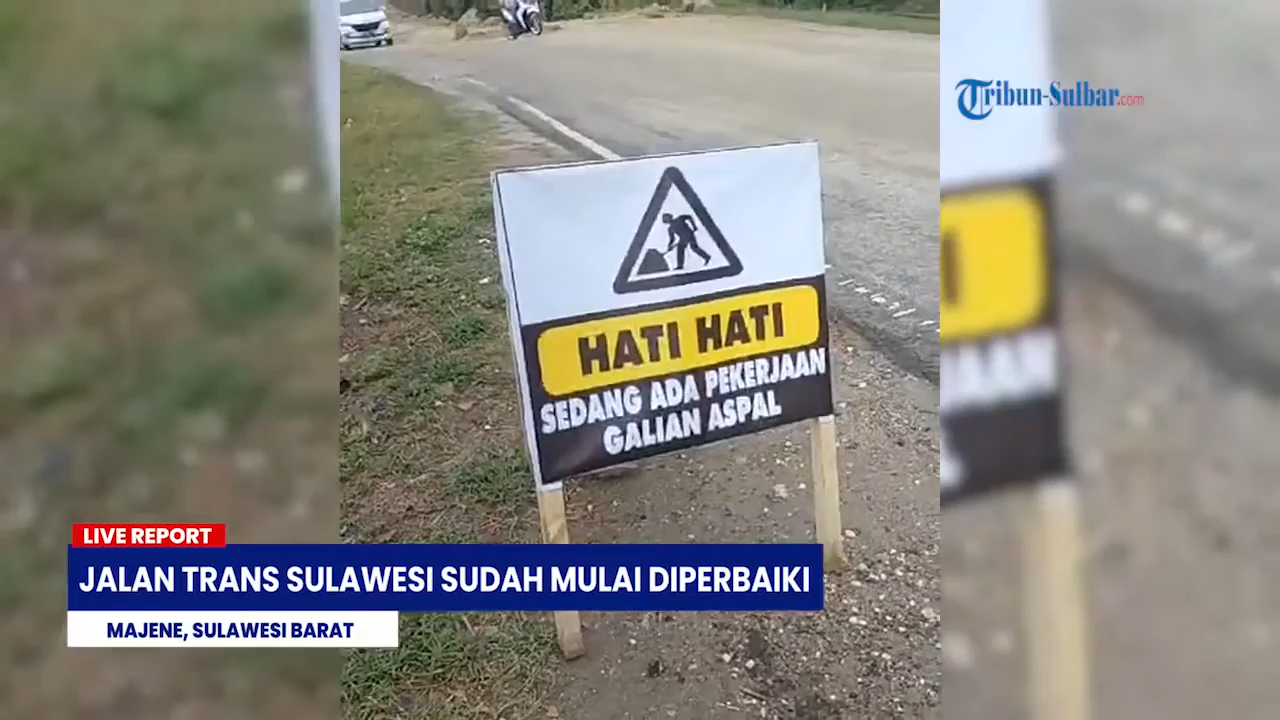 Tribun-Sulbar.com
HATI HATI
SEDANG ADA PEKERJAAN
GALIAN ASPAL
LIVE REPORT
JALAN TRANS SULAWESI SUDAH MULAI DIPERBAIKI
MAJENE, SULAWESI BARAT